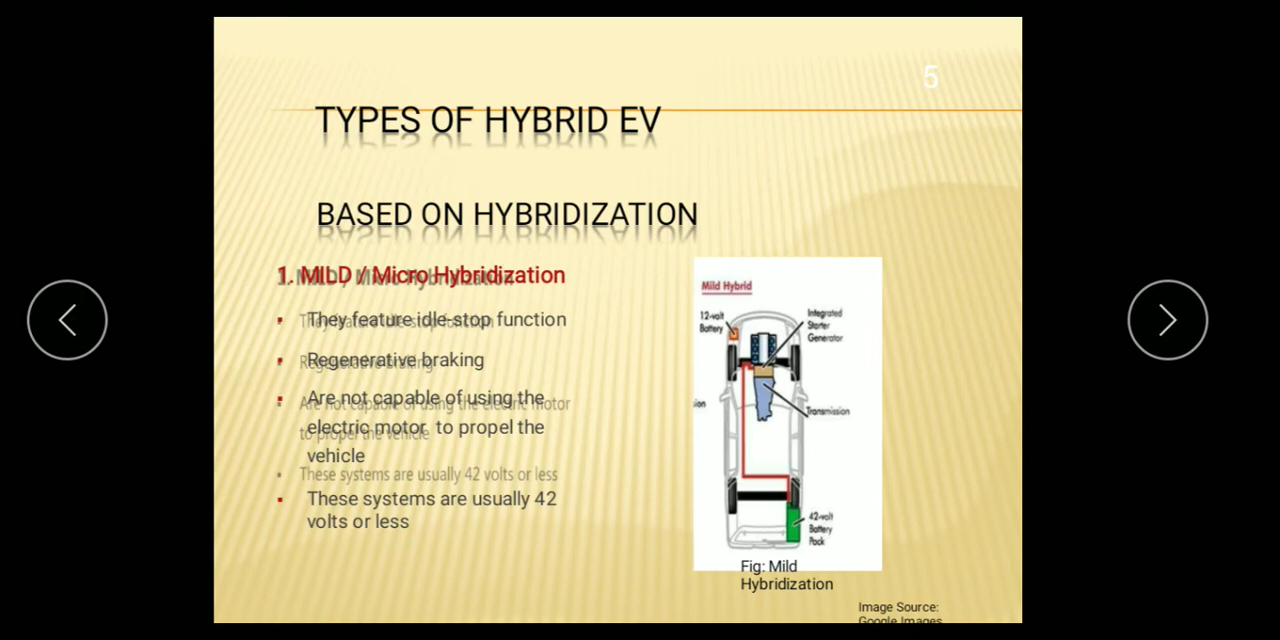 5
TYPES OF HYBRID EV
BASED ON HYBRIDIZATION
1. MILD / Micro Hybridization
▪ They feature idle-stop function
▪ Regenerative braking
▪ Are not capable of using the
electric motor to propel the
vehicle
▪ These systems are usually 42 volts or less
▪ These systems are usually 42
volts or less
Mild Hybrid
12-volt
Battery
Integrated
Starter
Generator
Transmission
42-volt
Battery
Pack
Fig: Mild
Hybridization
Image Source:
Google Images